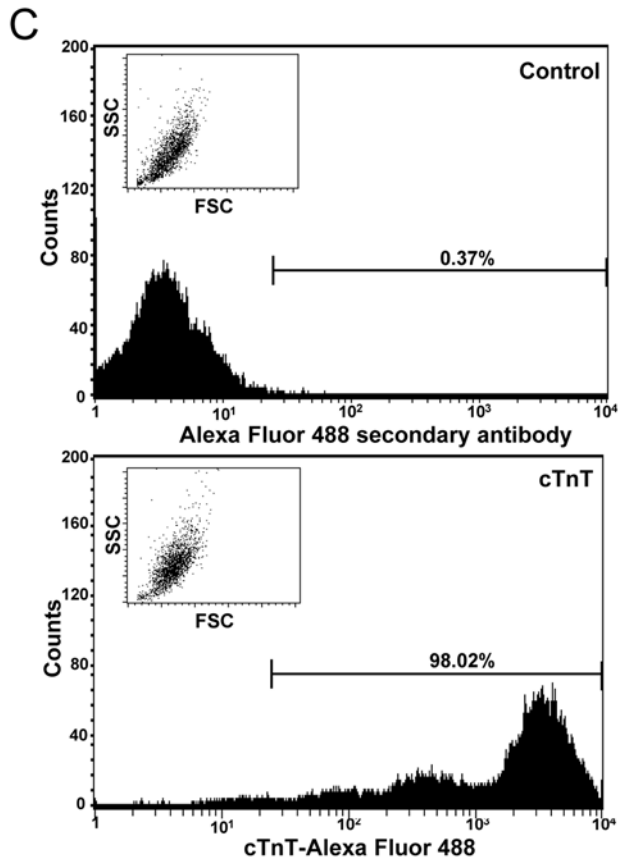 C
200
160
120
80
40
0
Counts
Control
SSC
FSC
0.37%
1
10¹
10²
10³
10⁴
Alexa Fluor 488 secondary antibody
200
160
120
80
40
0
Counts
cTnT
SSC
FSC
98.02%
1
10¹
10²
10³
10⁴
cTnT-Alexa Fluor 488